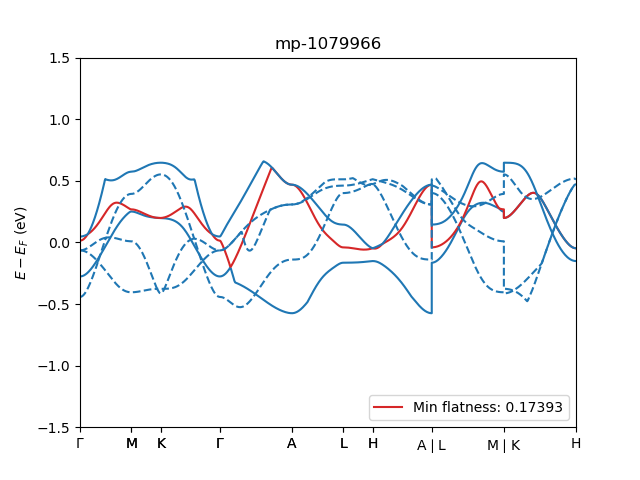 mp-1079966
E − E_F (eV)
1.5
1.0
0.5
0.0
−0.5
−1.0
−1.5
Min flatness: 0.17393
Γ M K Γ A L H A | L M | K H